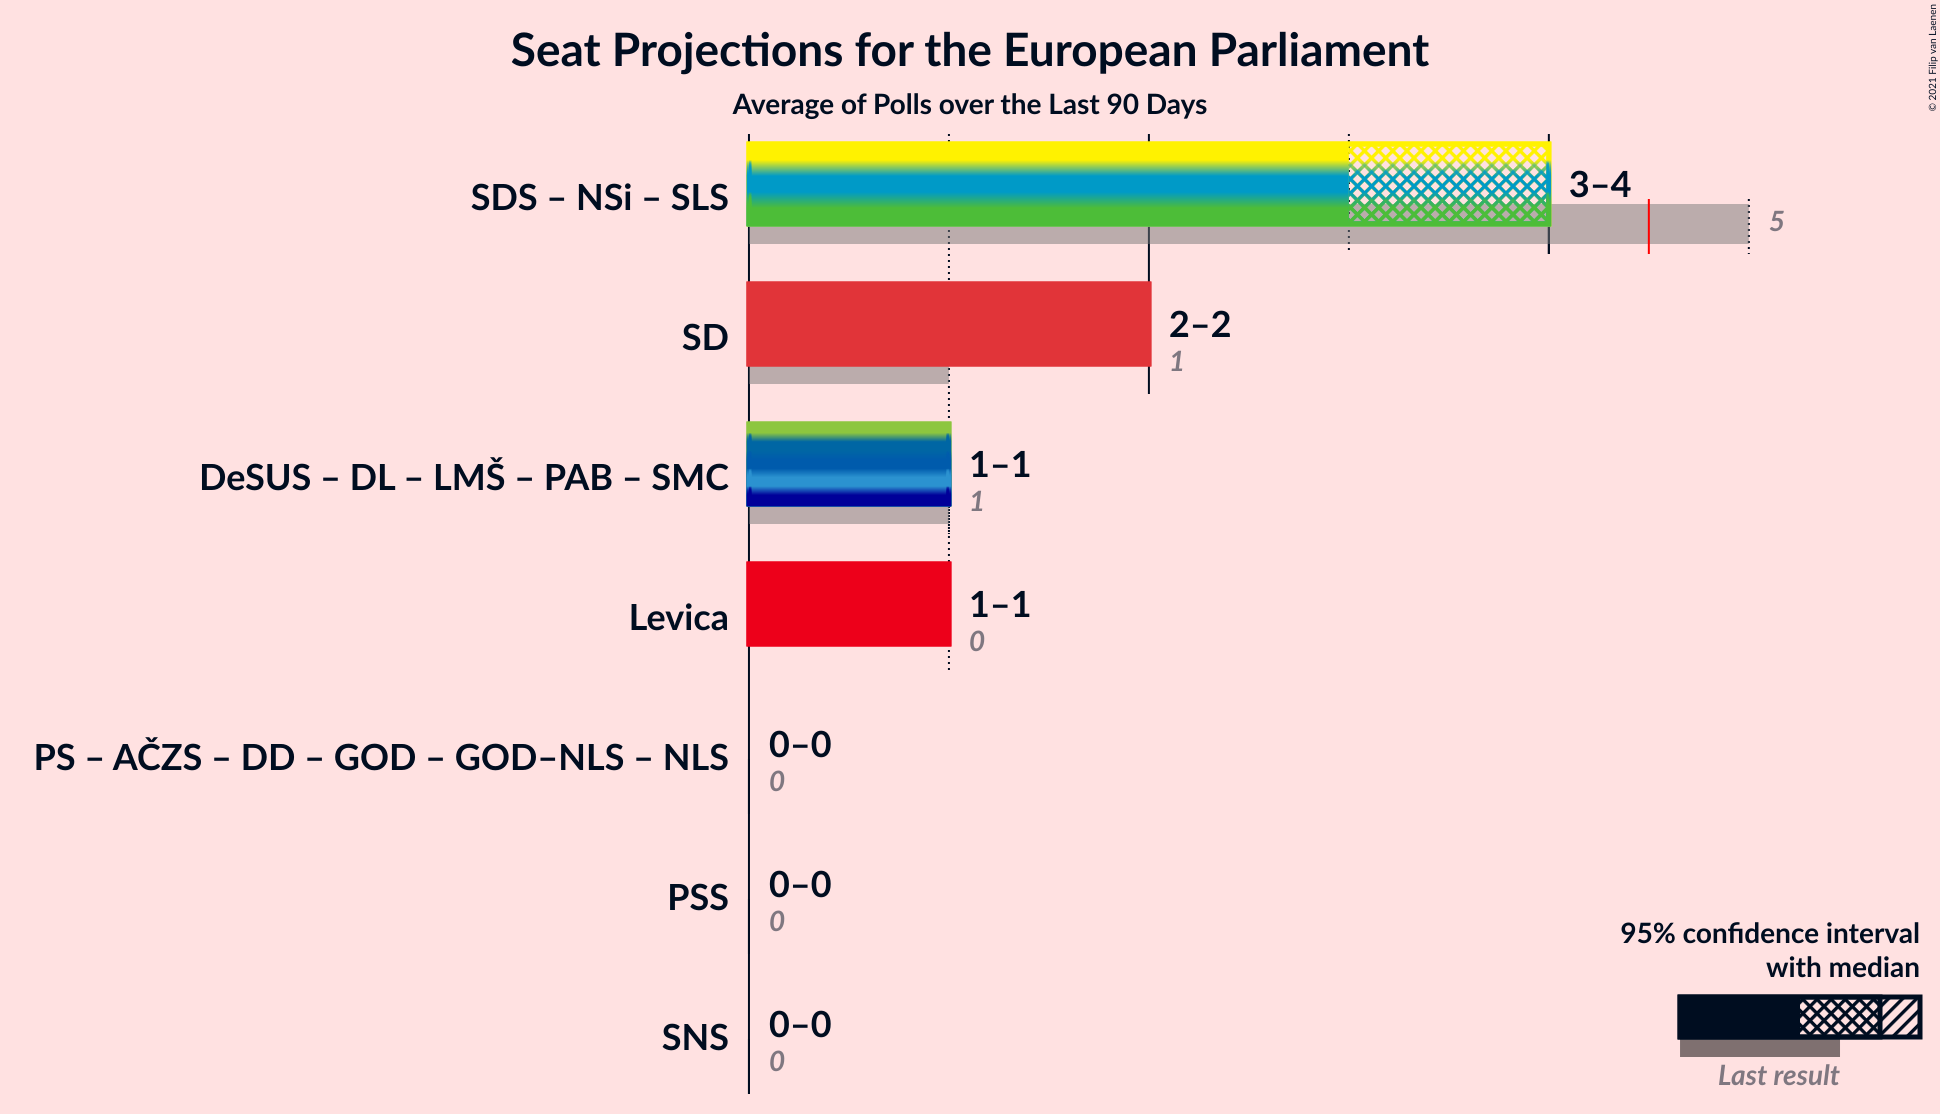 Seat Projections for the European Parliament
Average of Polls over the Last 90 Days
© 2021 Filip van Laenen
SDS – NSi – SLS
3–4
5
SD
2–2
1
DeSUS – DL – LMŠ – PAB – SMC
1–1
1
Levica
1–1
0
PS – AČZS – DD – GOD – GOD–NLS – NLS
0–0
0
PSS
0–0
0
SNS
0–0
0
95% confidence interval
with median
Last result